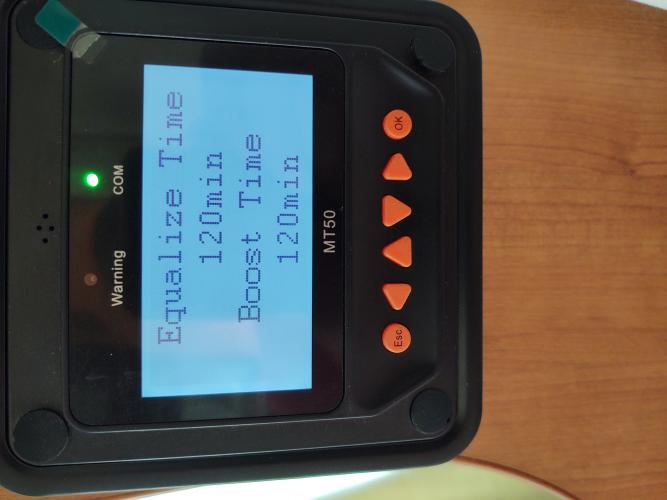 Warning COM
Equalize Time
120min
Boost Time
120min
MT50
Esc OK